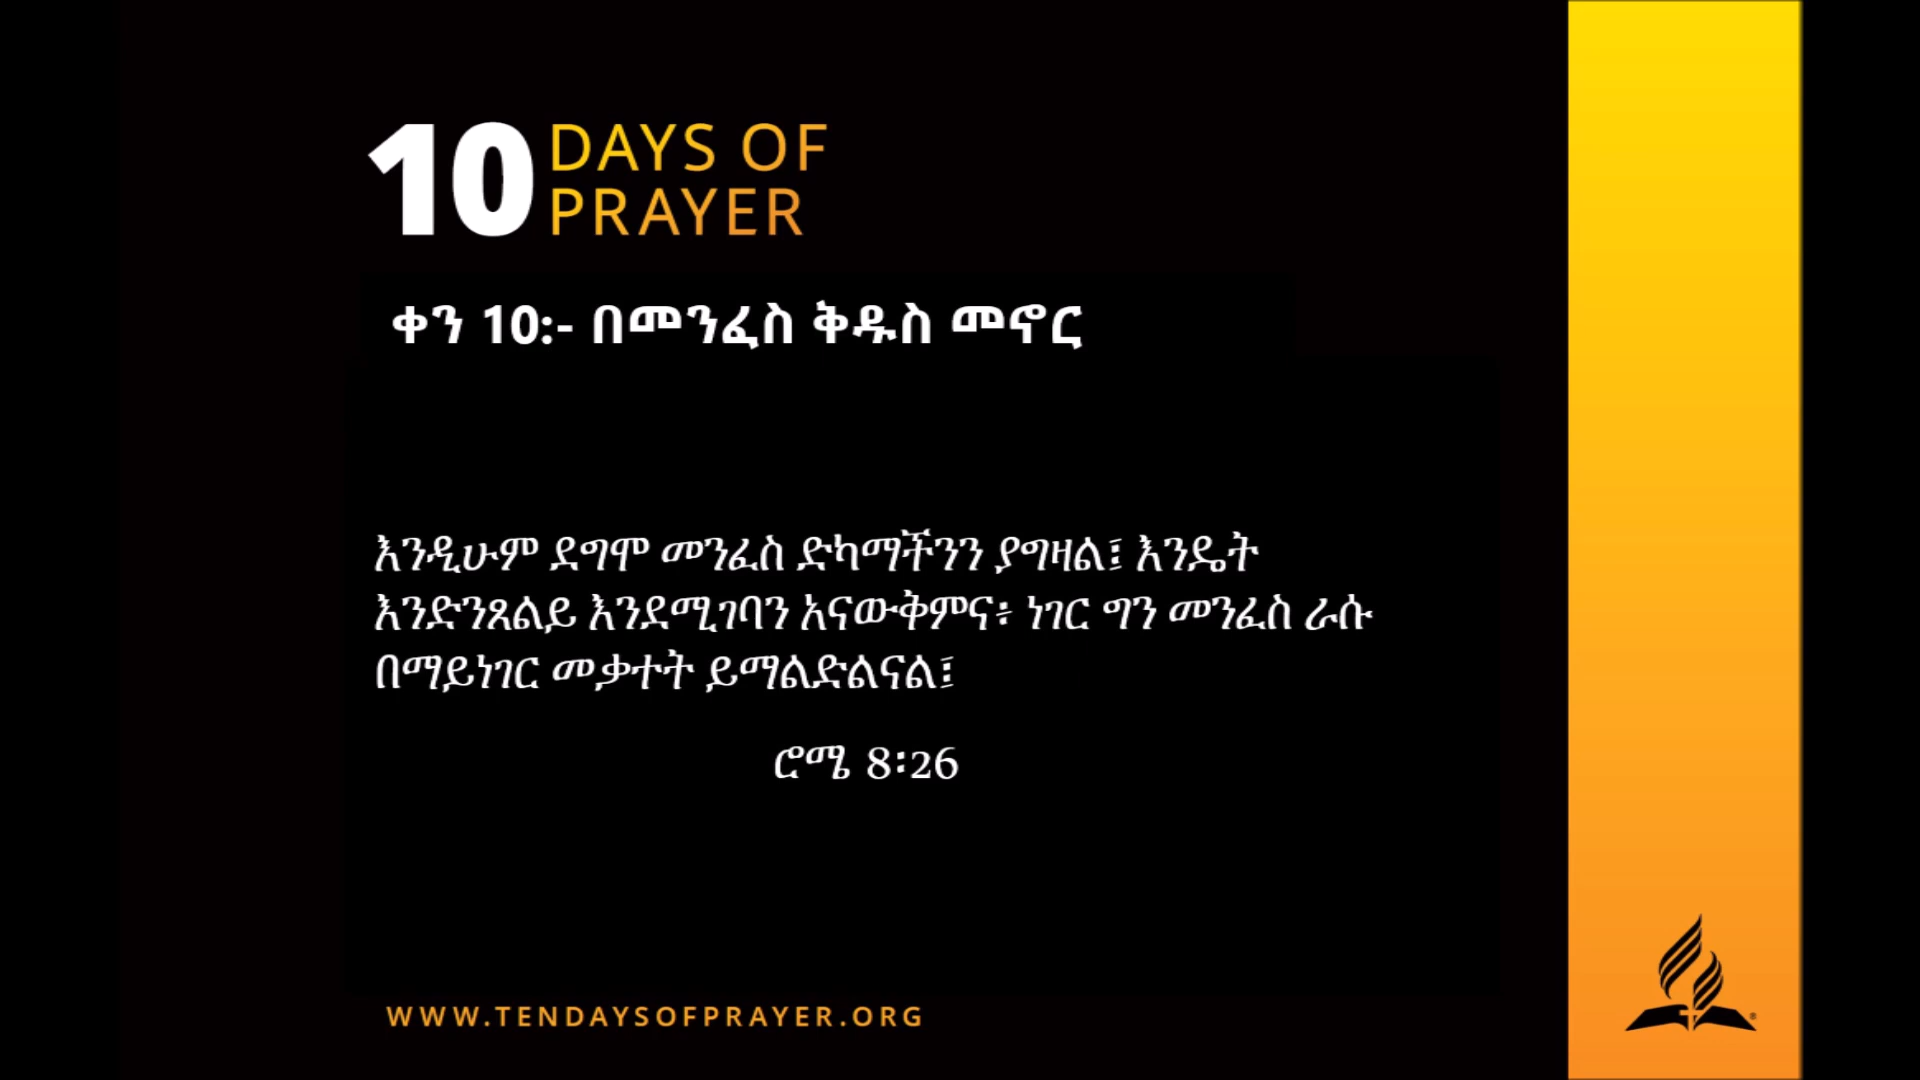 10 DAYS OF
PRAYER
ቀን 10:- በመንፈስ ቅዱስ መኖር
እንዲሁም ደግሞ መንፈስ ድካማችንን ያግዛል፤ እንዴት
እንድንጸልይ እንደሚገባን አናውቅምና፥ ነገር ግን መንፈስ ራሱ
በማይነገር መቃተት ይማልድልናል፤
ሮሜ 8፡26
WWW.TENDAYSOFPRAYER.ORG